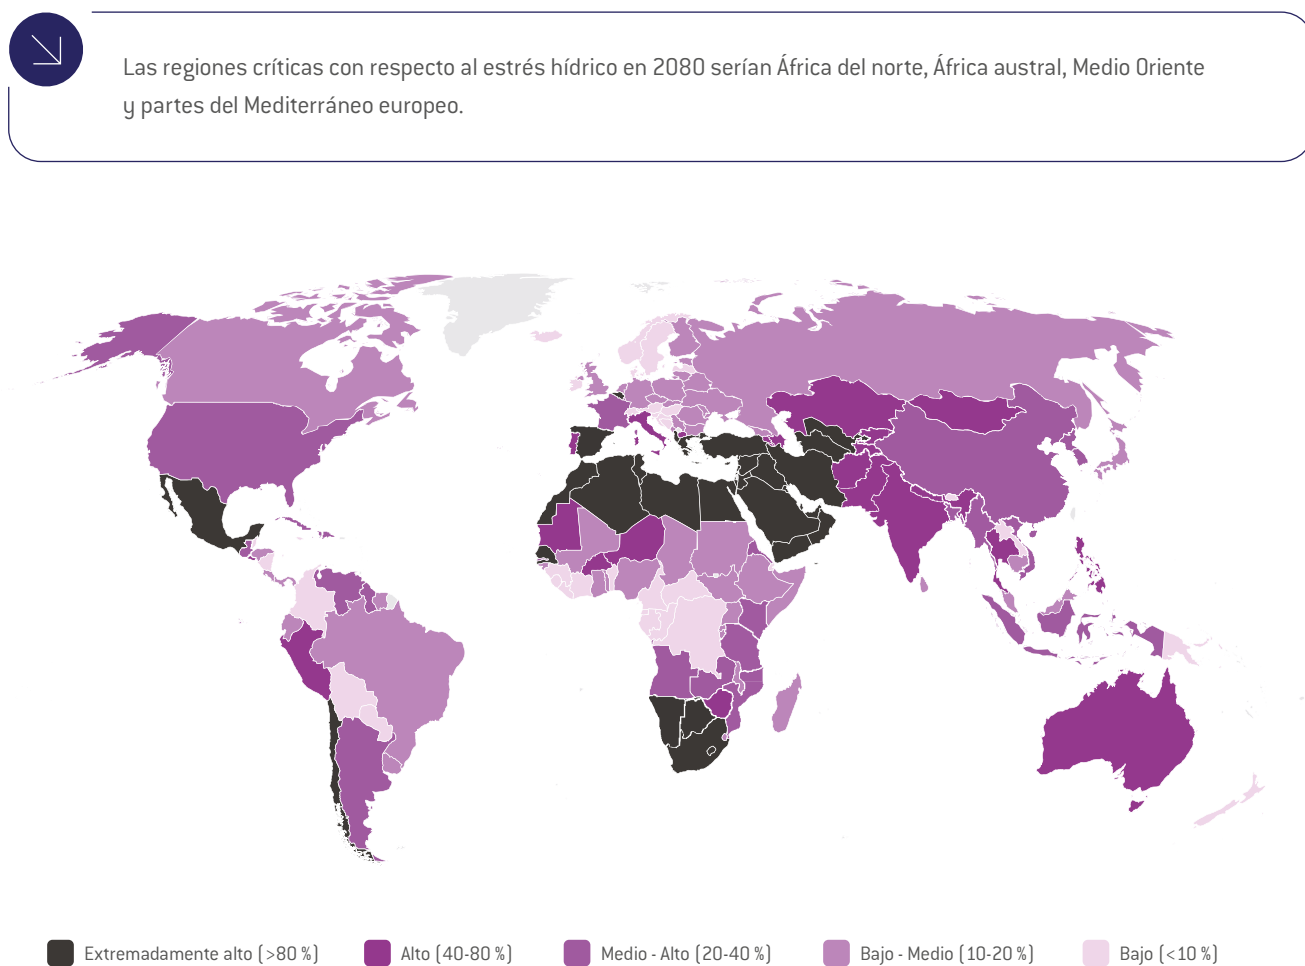 Las regiones críticas con respecto al estrés hídrico en 2080 serían África del norte, África austral, Medio Oriente
y partes del Mediterráneo europeo.
Extremadamente alto (>80 %)
Alto (40-80 %)
Medio - Alto (20-40 %)
Bajo - Medio (10-20 %)
Bajo (<10 %)